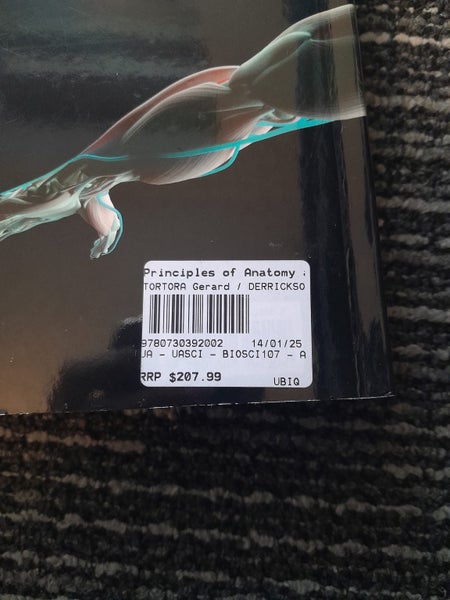 Principles of Anatomy
TORTORA Gerard / DERRICKSO
9780730392002 14/01/25
UA - UASCI - BIOSCI107 - A
RRP $207.99
UBIQ